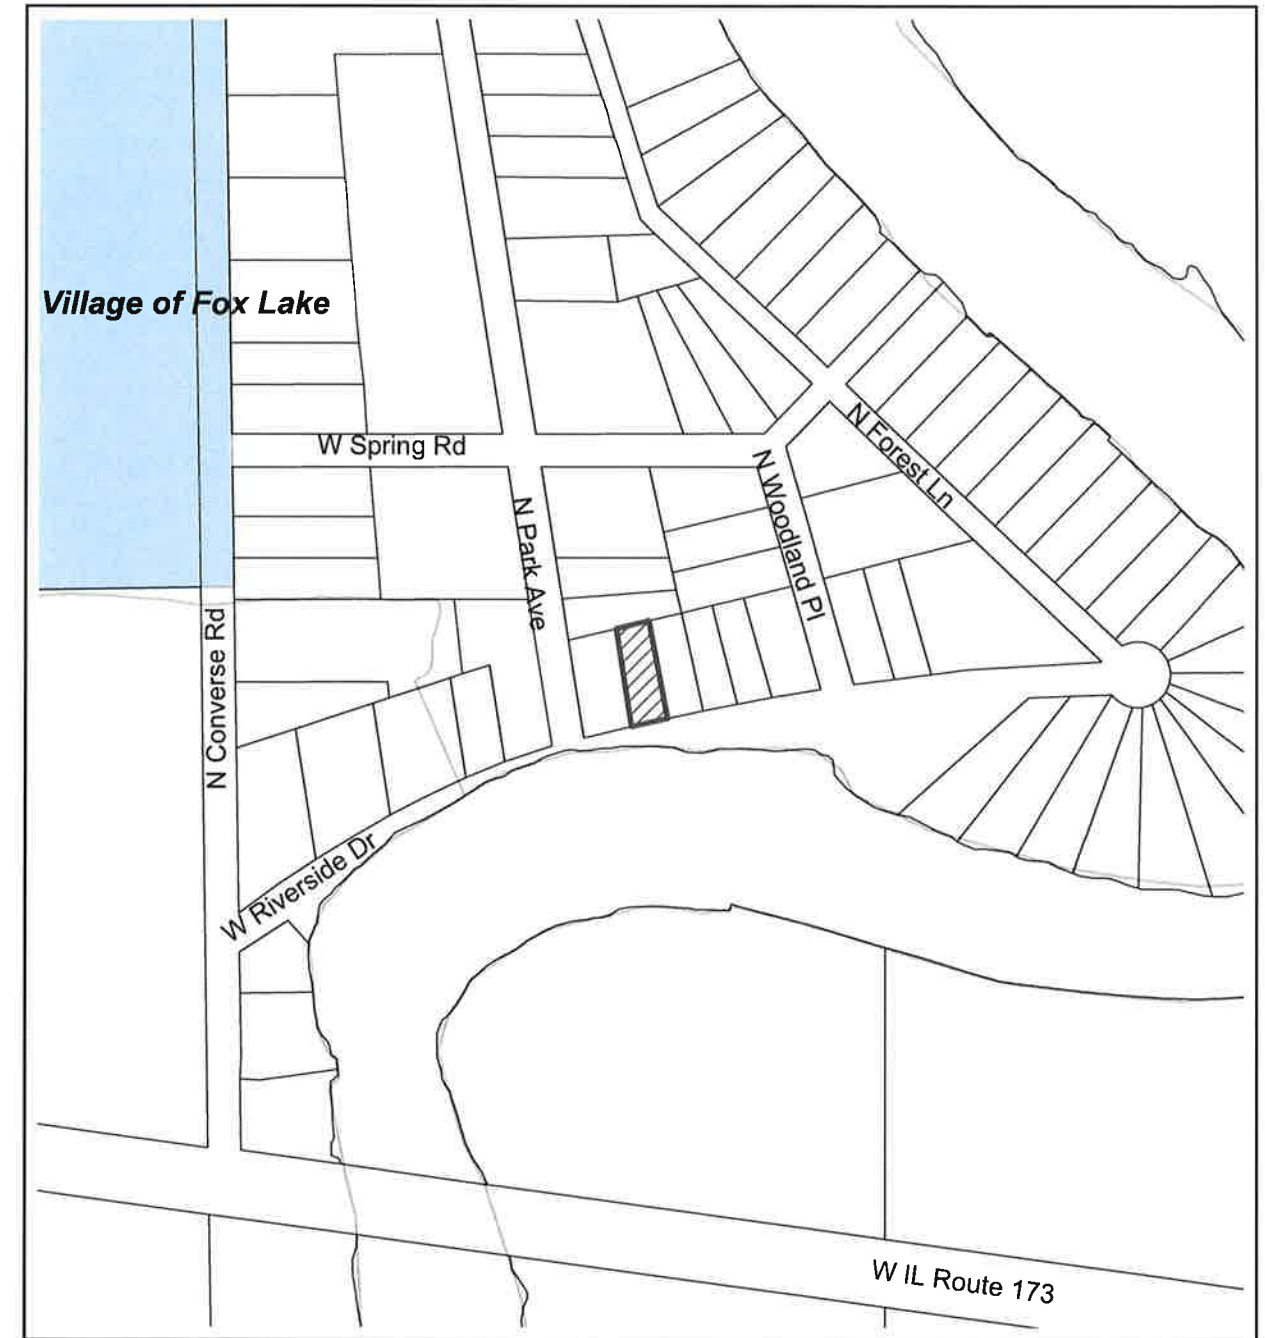 Village of Fox Lake
W Spring Rd
N Forest Ln
N Woodland Pl
N Park Ave
N Converse Rd
W Riverside Dr
W IL Route 173